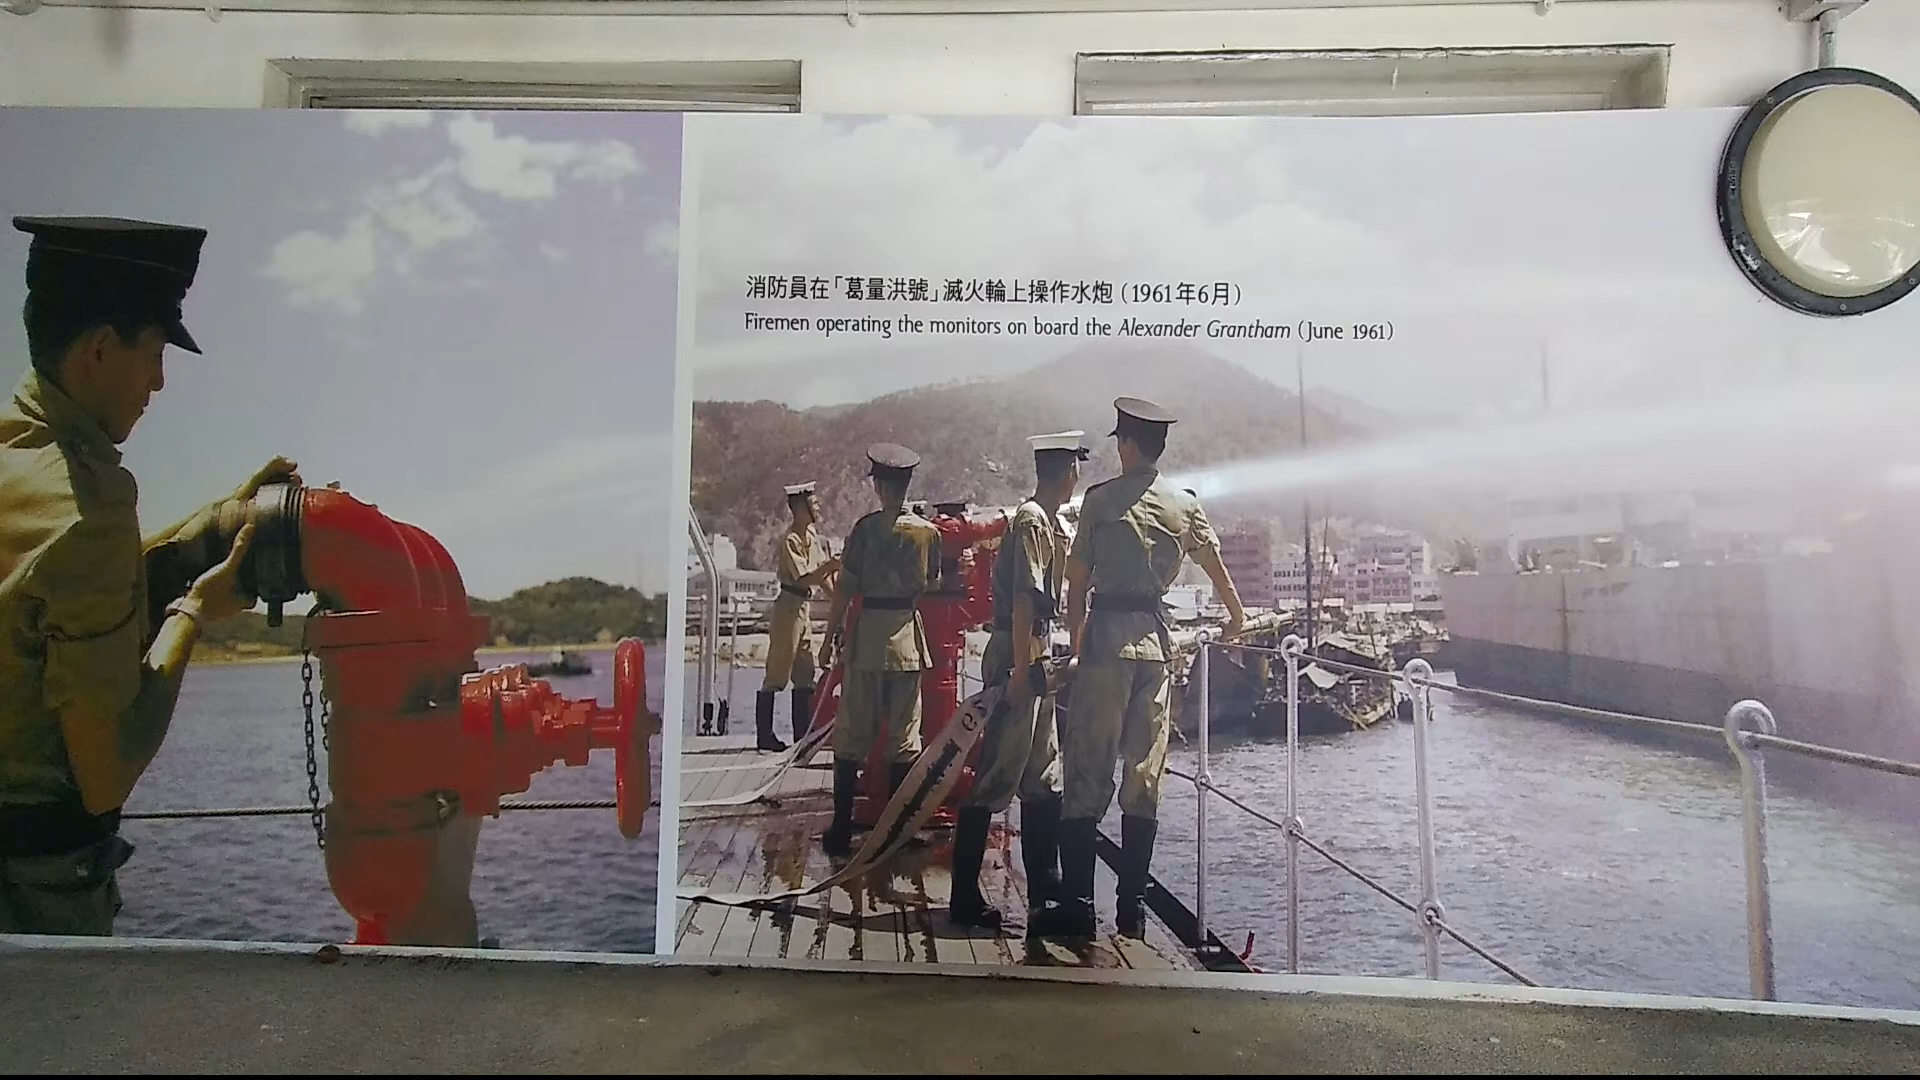 消防員在「葛量洪號」滅火輪上操作水炮（1961年6月）
Firemen operating the monitors on board the Alexander Grantham (June 1961)